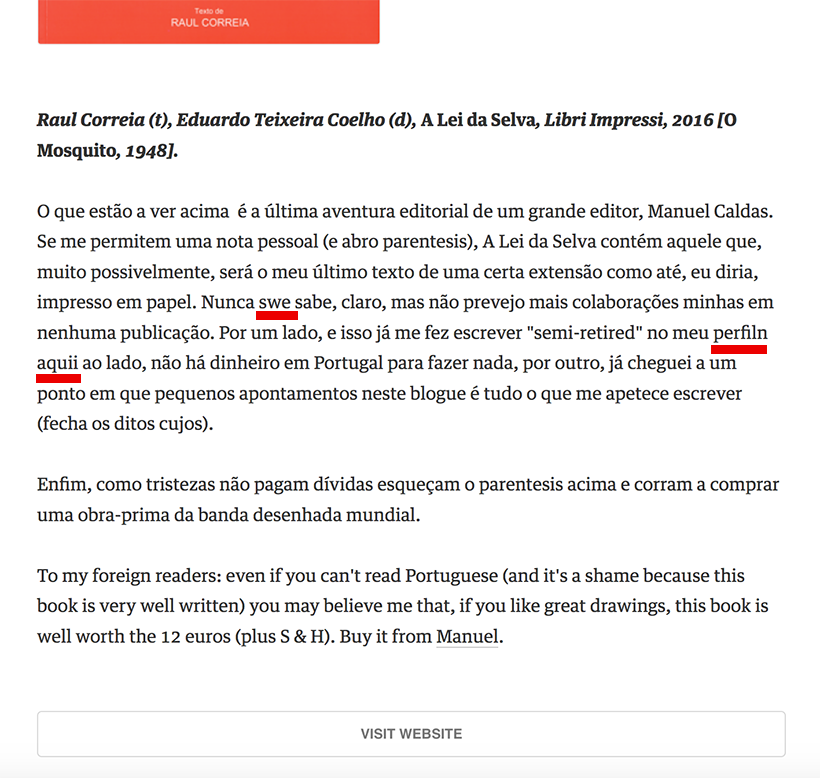 Texto de
RAUL CORREIA
Raul Correia (t), Eduardo Teixeira Coelho (d), A Lei da Selva, Libri Impressi, 2016 [O
Mosquito, 1948].
O que estão a ver acima  é a última aventura editorial de um grande editor, Manuel Caldas.
Se me permitem uma nota pessoal (e abro parentesis), A Lei da Selva contém aquele que,
muito possivelmente, será o meu último texto de uma certa extensão como até, eu diria,
impresso em papel. Nunca swe sabe, claro, mas não prevejo mais colaborações minhas em
nenhuma publicação. Por um lado, e isso já me fez escrever "semi-retired" no meu perfiln
aquii ao lado, não há dinheiro em Portugal para fazer nada, por outro, já cheguei a um
ponto em que pequenos apontamentos neste blogue é tudo o que me apetece escrever
(fecha os ditos cujos).
Enfim, como tristezas não pagam dívidas esqueçam o parentesis acima e corram a comprar
uma obra-prima da banda desenhada mundial.
To my foreign readers: even if you can't read Portuguese (and it's a shame because this
book is very well written) you may believe me that, if you like great drawings, this book is
well worth the 12 euros (plus S & H). Buy it from Manuel.
VISIT WEBSITE